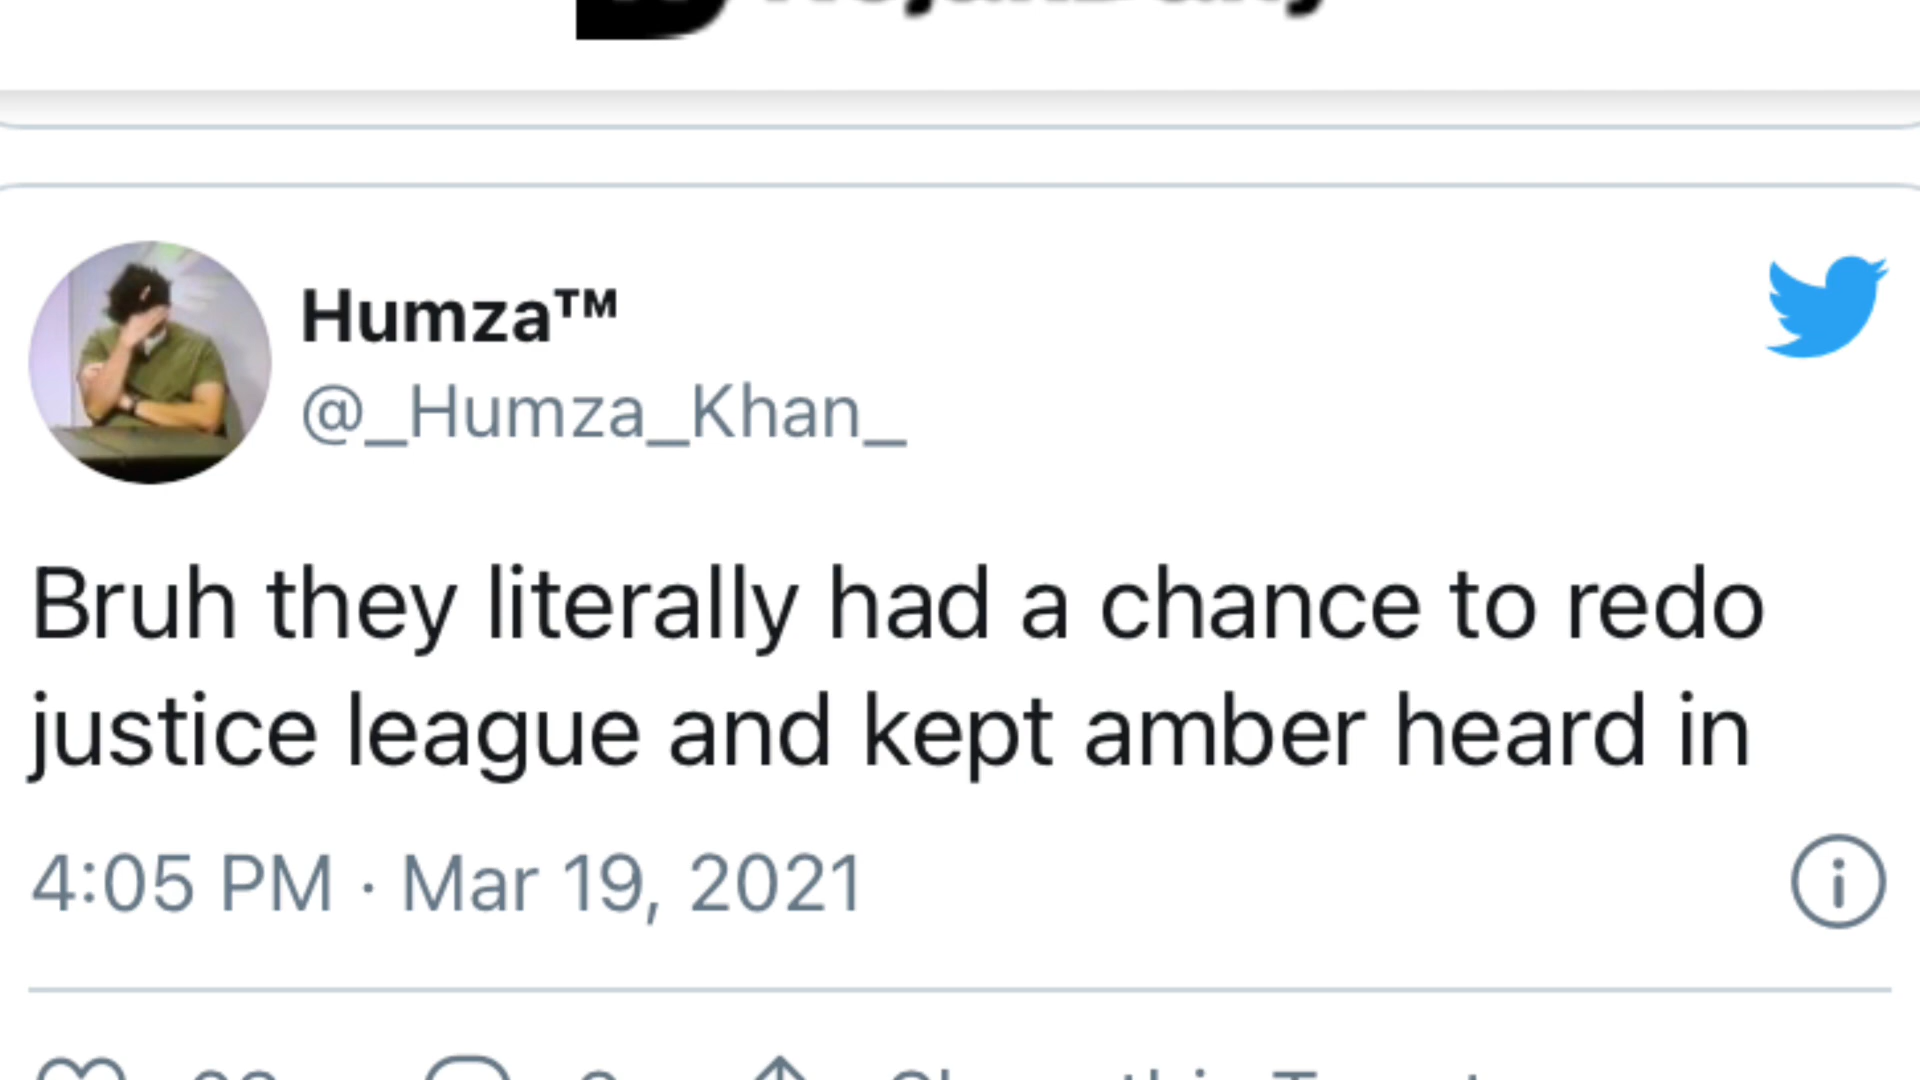 Humza™
@_Humza_Khan_
Bruh they literally had a chance to redo
justice league and kept amber heard in
4:05 PM · Mar 19, 2021